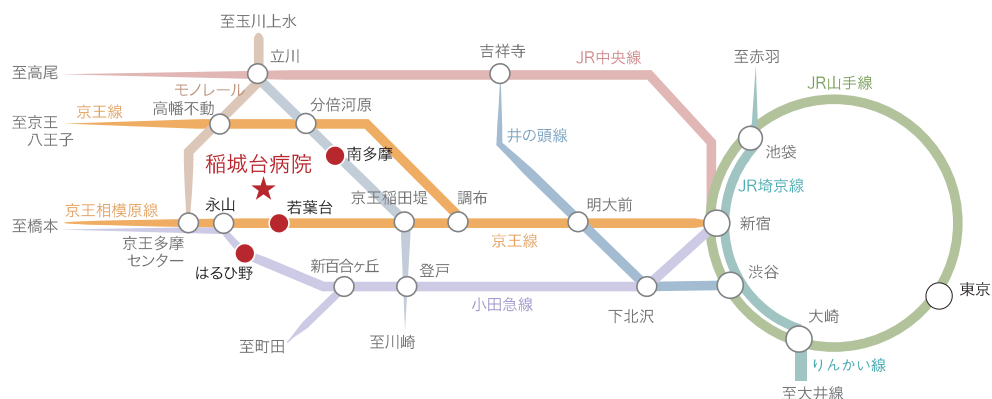 至玉川上水
立川
吉祥寺
JR中央線
至赤羽
至高尾
JR山手線
モノレール
京王線
高幡不動
分倍河原
至京王
八王子
井の頭線
南多摩
池袋
稲城台病院
JR埼京線
京王稲田堤
調布
永山
若葉台
明大前
京王相模原線
至橋本
新宿
京王多摩
センター
京王線
はるひ野
新百合ヶ丘
登戸
渋谷
東京
小田急線
下北沢
大崎
至町田
至川崎
りんかい線
至大井線